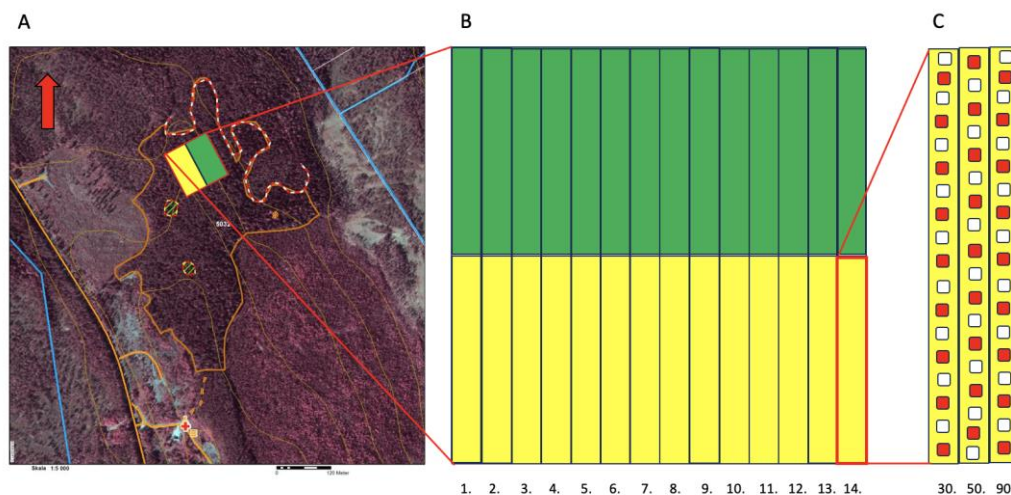 A
B
C
5033
Skala 1:5 000
0 125 Meter
1. 2. 3. 4. 5. 6. 7. 8. 9. 10. 11. 12. 13. 14.
30. 50. 90